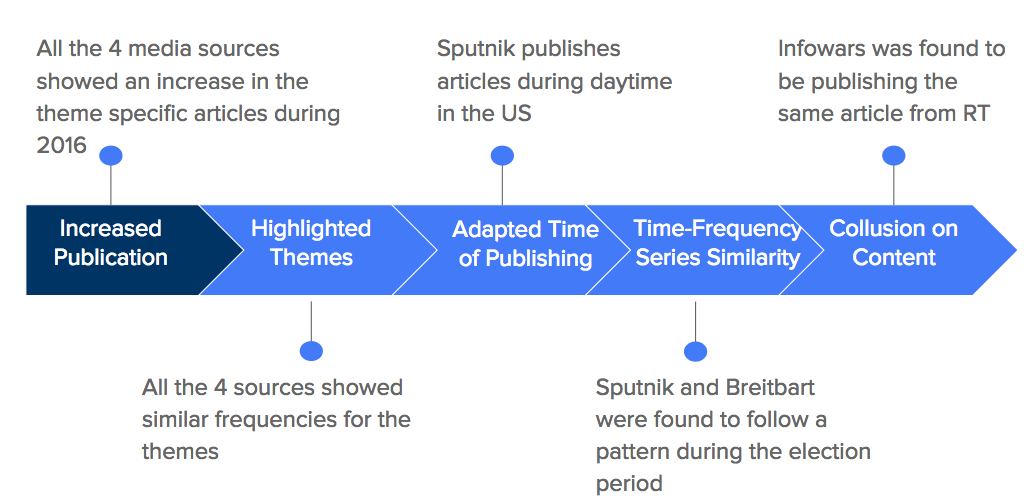 All the 4 media sources
showed an increase in the
theme specific articles during
2016
Sputnik publishes
articles during daytime
in the US
Infowars was found to
be publishing the
same article from RT
Increased
Publication
Highlighted
Themes
Adapted Time
of Publishing
Time-Frequency
Series Similarity
Collusion on
Content
All the 4 sources showed
similar frequencies for the
themes
Sputnik and Breitbart
were found to follow a
pattern during the election
period